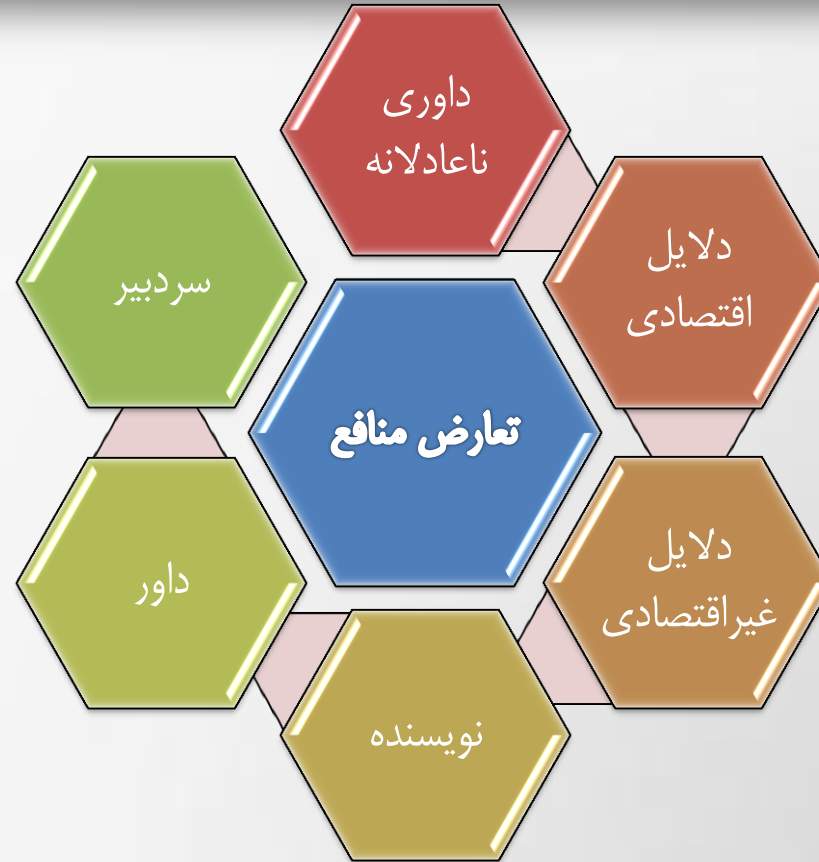 داوری
ناعادلانه
دلایل
اقتصادی
سردبیر
تعارض منافع
دلایل
غیراقتصادی
داور
نویسنده